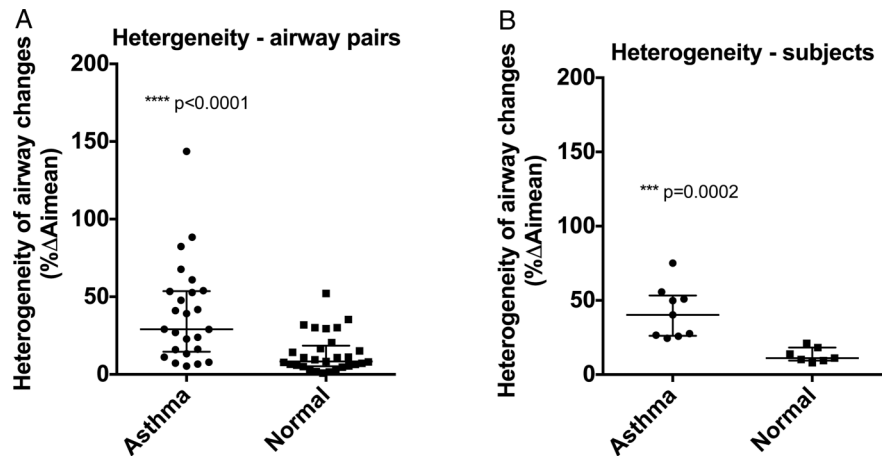 A
Hetergeneity - airway pairs
Heterogeneity of airway changes
(%ΔAimean)
200
150
100
50
0
**** p<0.0001
Asthma
Normal
B
Heterogeneity - subjects
Heterogeneity of airway changes
(%ΔAimean)
200
150
100
50
0
*** p=0.0002
Asthma
Normal